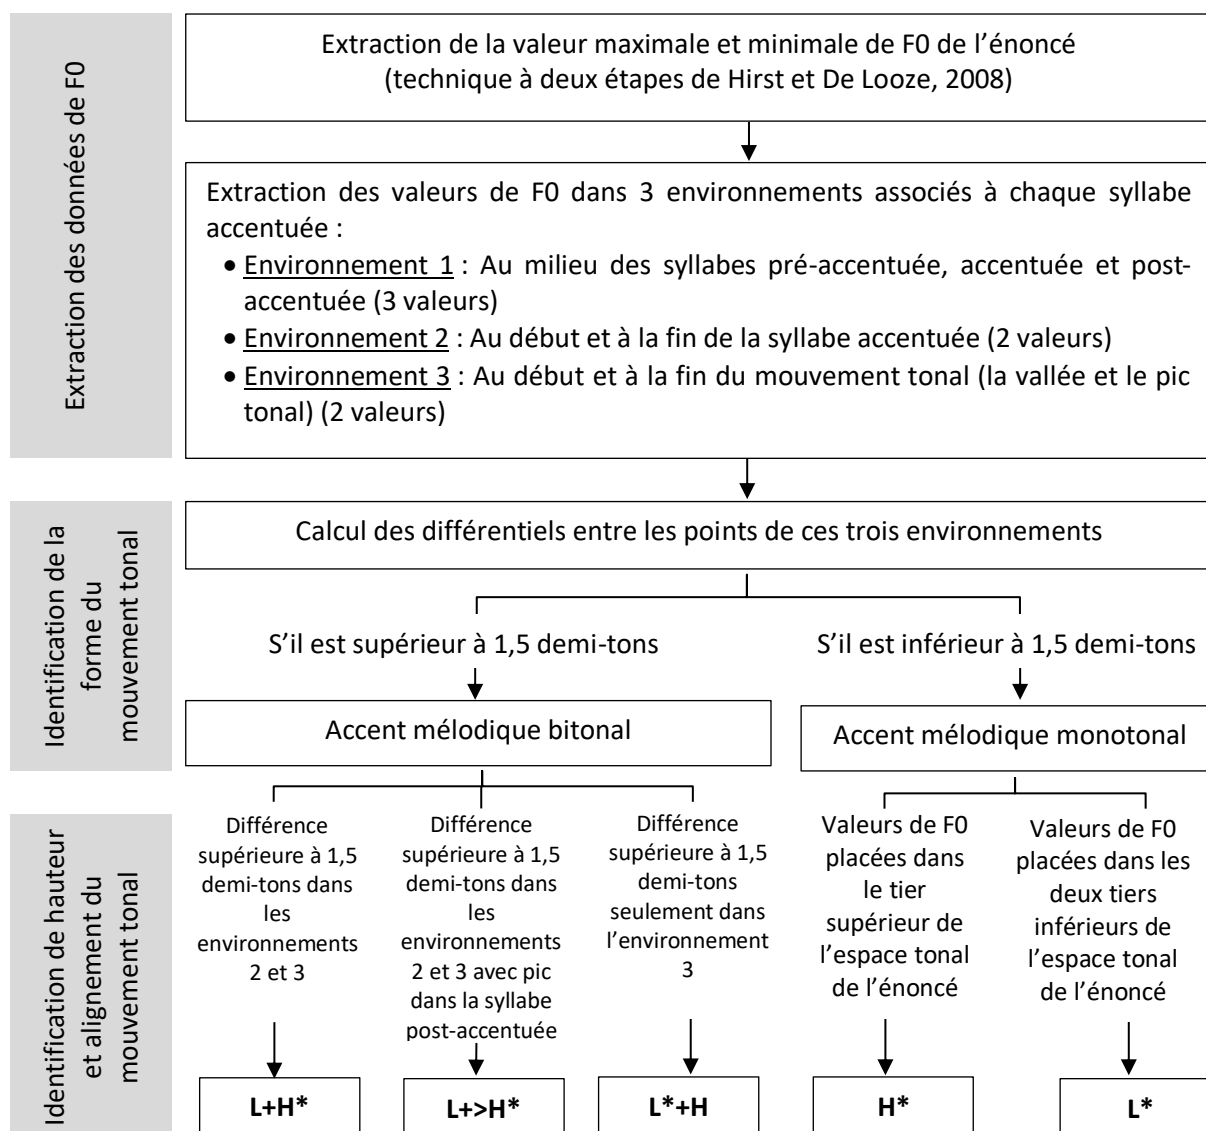 Extraction des données de F0
Extraction de la valeur maximale et minimale de F0 de l’énoncé
(technique à deux étapes de Hirst et De Looze, 2008)
Extraction des valeurs de F0 dans 3 environnements associés à chaque syllabe
accentuée :
• Environnement 1 : Au milieu des syllabes pré-accentuée, accentuée et post-
accentuée (3 valeurs)
• Environnement 2 : Au début et à la fin de la syllabe accentuée (2 valeurs)
• Environnement 3 : Au début et à la fin du mouvement tonal (la vallée et le pic
tonal) (2 valeurs)
Identification de la
forme du
mouvement tonal
Calcul des différentiels entre les points de ces trois environnements
S’il est supérieur à 1,5 demi-tons
S’il est inférieur à 1,5 demi-tons
Accent mélodique bitonal
Accent mélodique monotonal
Identification de hauteur
et alignement du
mouvement tonal
Différence
supérieure à 1,5
demi-tons dans
les
environnements
2 et 3
Différence
supérieure à 1,5
demi-tons dans
les
environnements
2 et 3 avec pic
dans la syllabe
post-accentuée
Différence
supérieure à 1,5
demi-tons
seulement dans
l’environnement
3
Valeurs de F0
placées dans
le tier
supérieur de
l’espace tonal
de l’énoncé
Valeurs de F0
placées dans les
deux tiers
inférieurs de
l’espace tonal
de l’énoncé
L+H*
L+>H*
L*+H
H*
L*